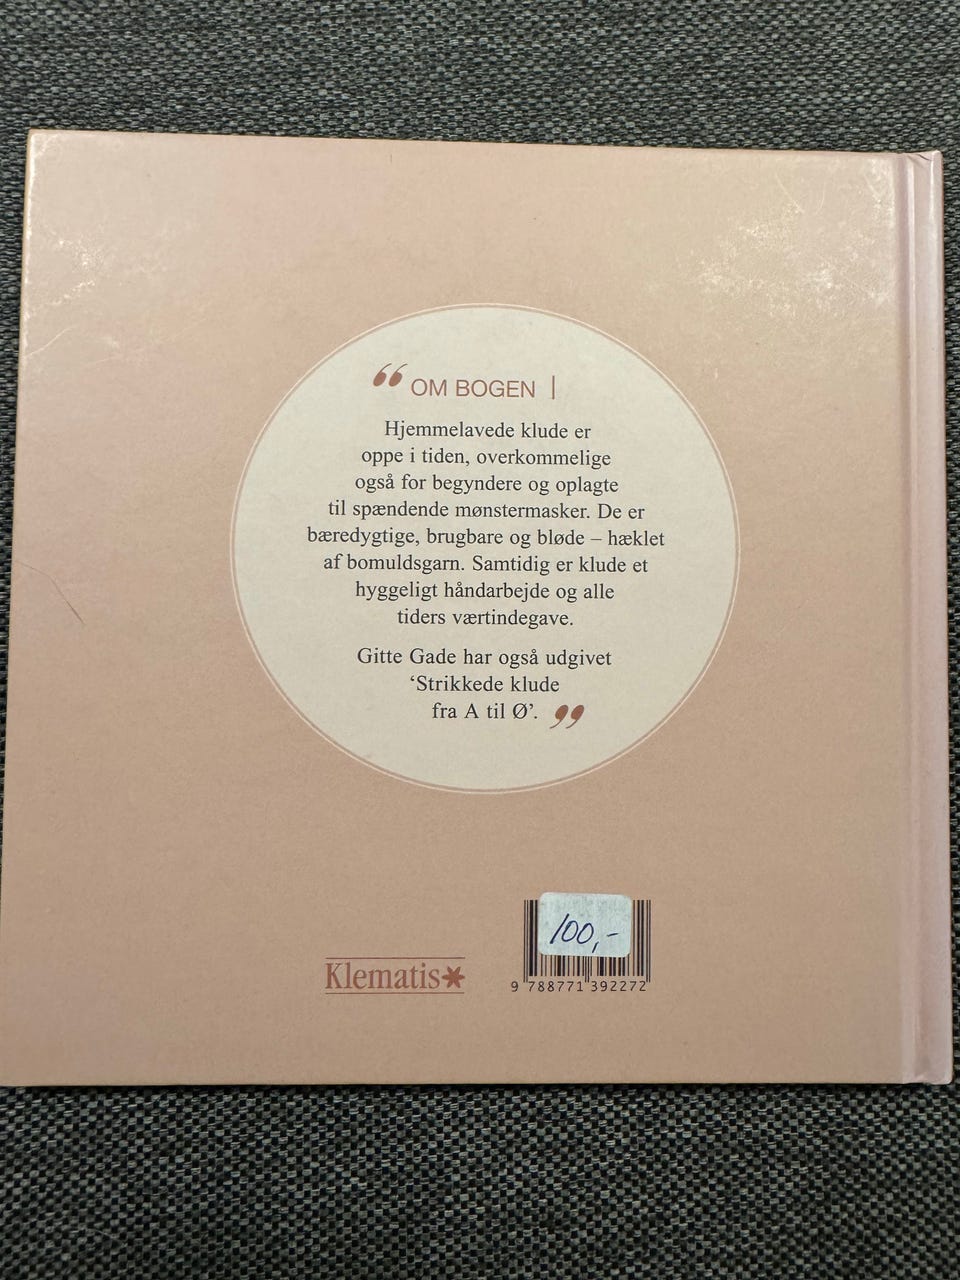 “ OM BOGEN |
Hjemmelavede klude er
oppe i tiden, overkommelige
også for begyndere og oplagte
til spændende mønstermasker. De er
bæredygtige, brugbare og bløde – hæklet
af bomuldsgarn. Samtidig er klude et
hyggeligt håndarbejde og alle
tiders værtindegave.
Gitte Gade har også udgivet
‘Strikkede klude
fra A til Ø’. ”
100,-
Klematis*
9 788771 392272